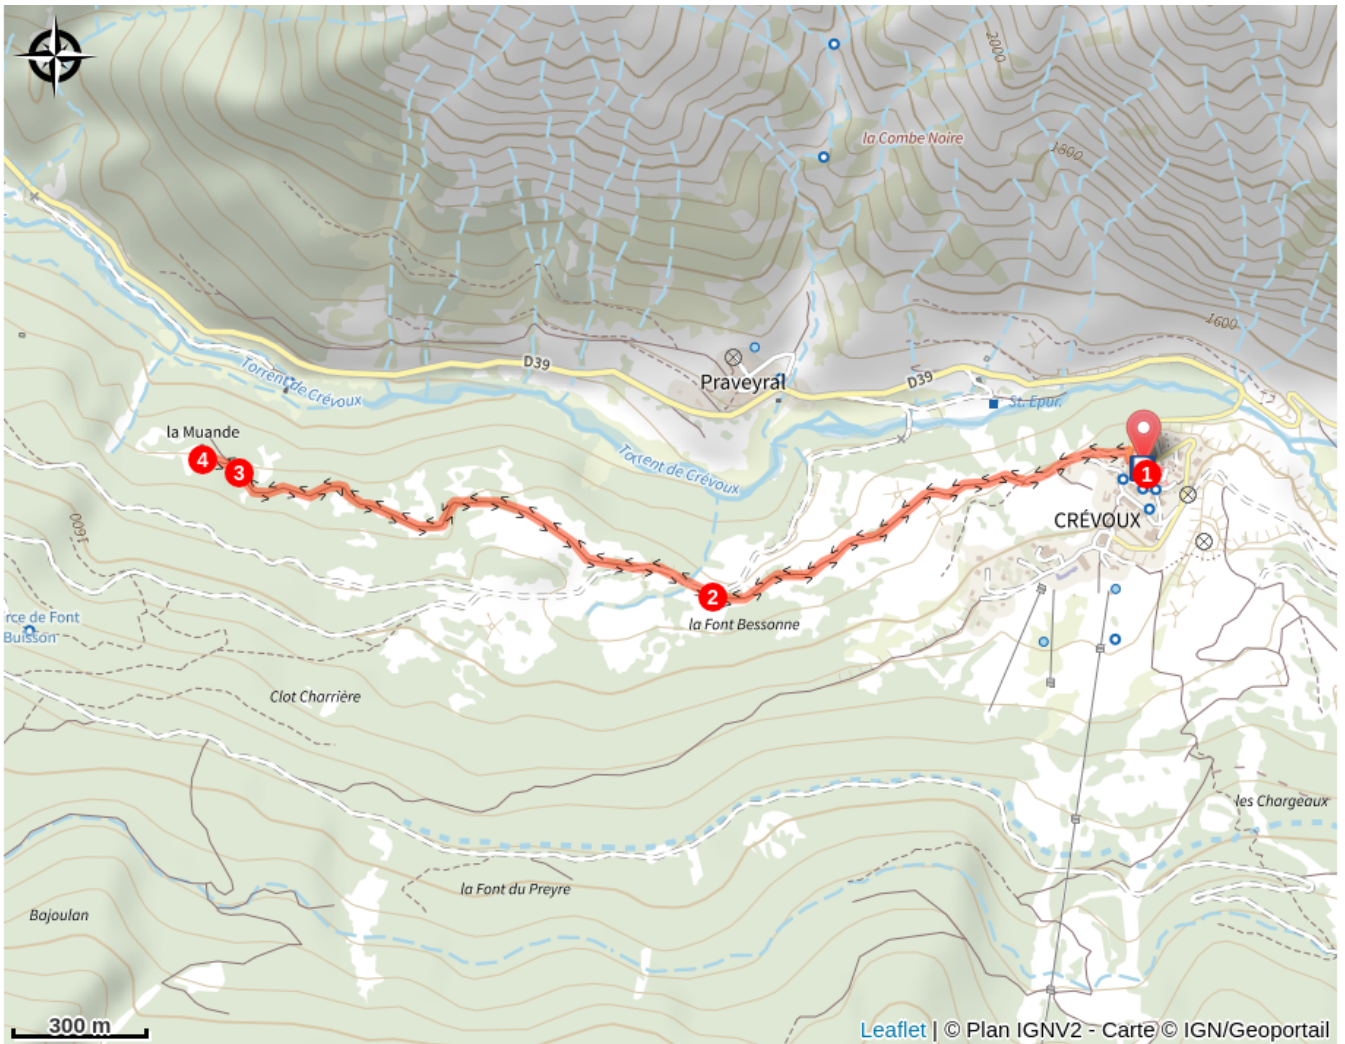 2000
la Combe Noire
1800
1600
D39
Praveyral
D39
Torrent de Crévoux
St. Epur.
la Muande
4
3
Torrent de Crévoux
1
CRÉVOUX
1600
2
la Font Bessonne
rce de Font
Buisson
Clot Charrière
les Chargeaux
la Font du Preyre
Bajoulan
300 m
Leaflet | © Plan IGNV2 - Carte © IGN/Geoportail